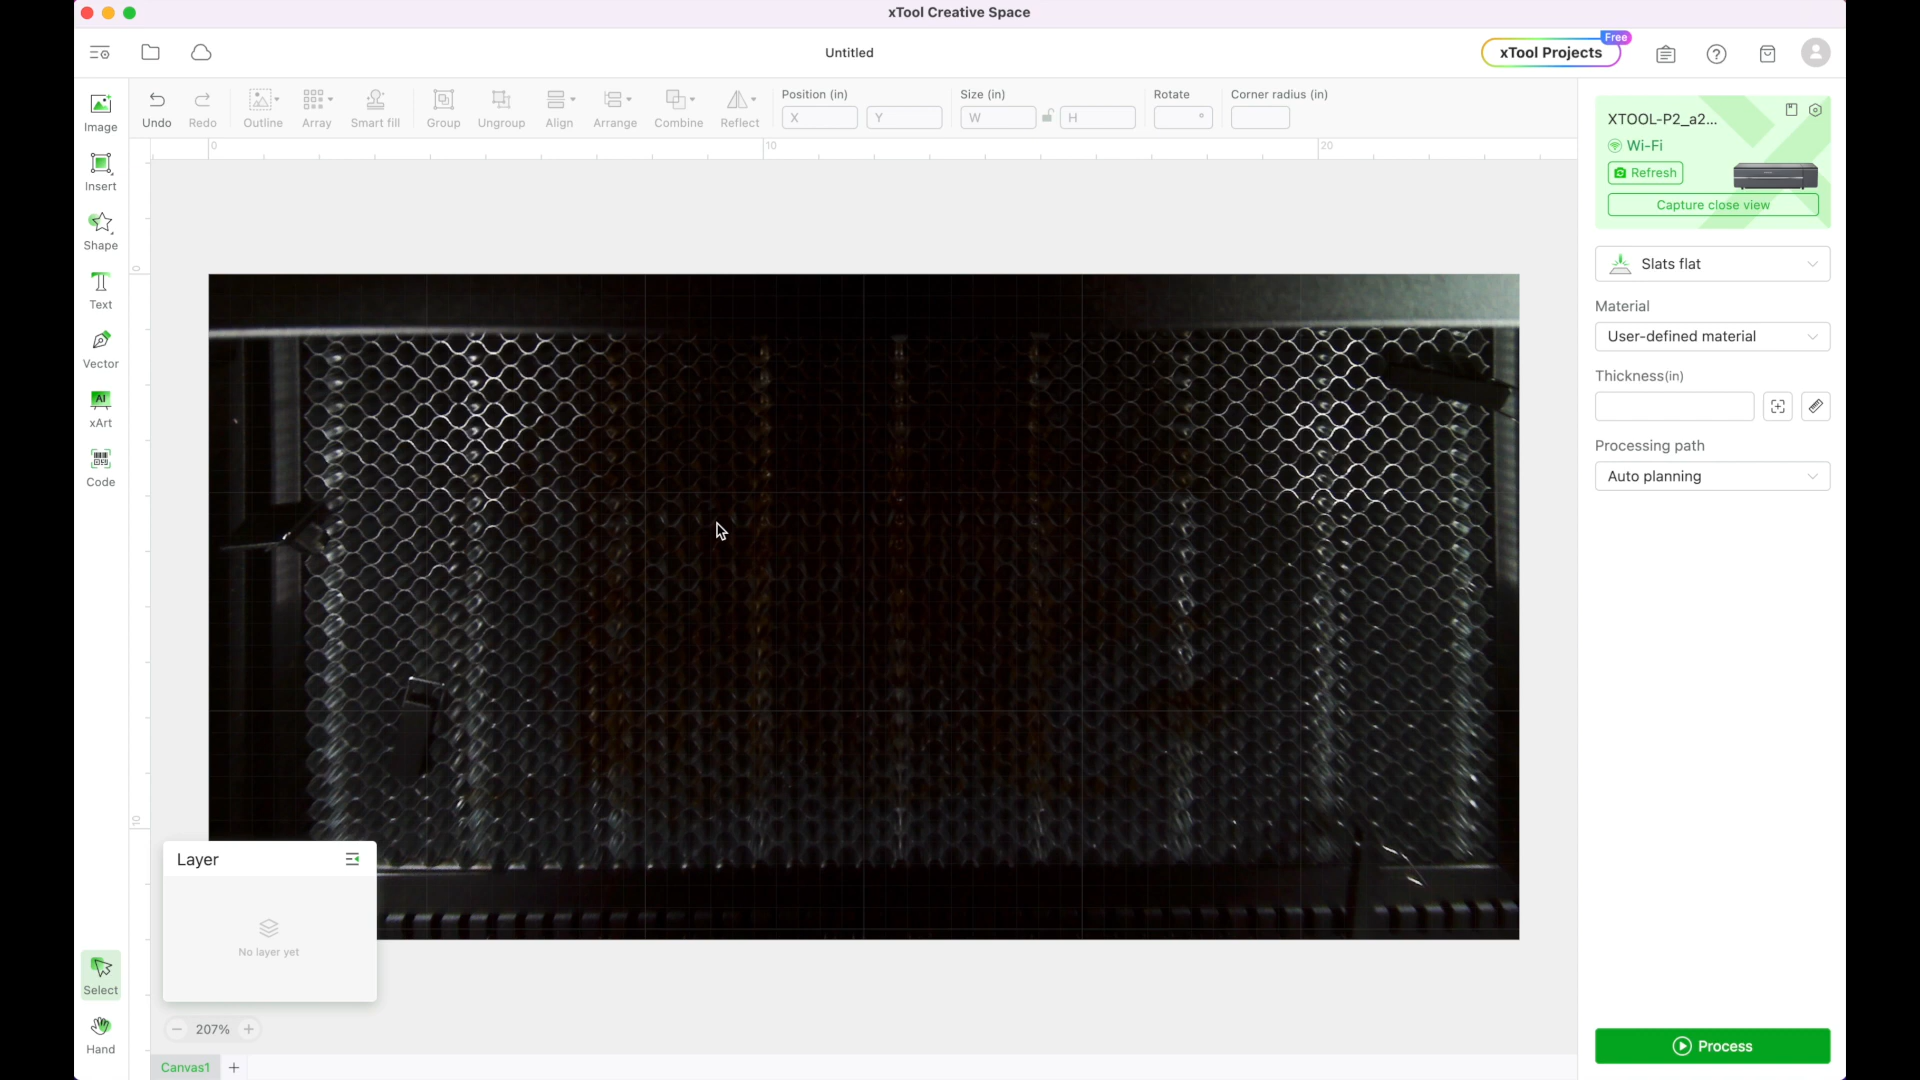 xTool Creative Space
Untitled
xTool Projects
Free
Undo
Redo
Outline
Array
Smart fill
Group
Ungroup
Align
Arrange
Combine
Reflect
Position (in)
X
Y
Size (in)
W
H
Rotate
°
Corner radius (in)
Image
Insert
Shape
Text
Vector
AI
xArt
Code
Select
Hand
0
10
20
0
10
Layer
No layer yet
207%
Canvas1
XTOOL-P2_a2...
Wi-Fi
Refresh
Capture close view
Slats flat
Material
User-defined material
Thickness(in)
Processing path
Auto planning
Process